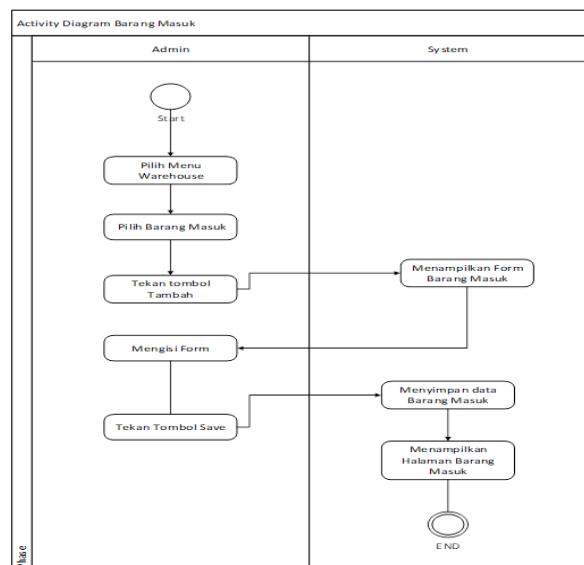 Activity Diagram Barang Masuk
Admin
System
Start
Pilih Menu
Warehouse
Pilih Barang Masuk
Tekan tombol
Tambah
Menampilkan Form
Barang Masuk
Mengisi Form
Tekan Tombol Save
Menyimpan data
Barang Masuk
Menampilkan
Halaman Barang
Masuk
END
Phase